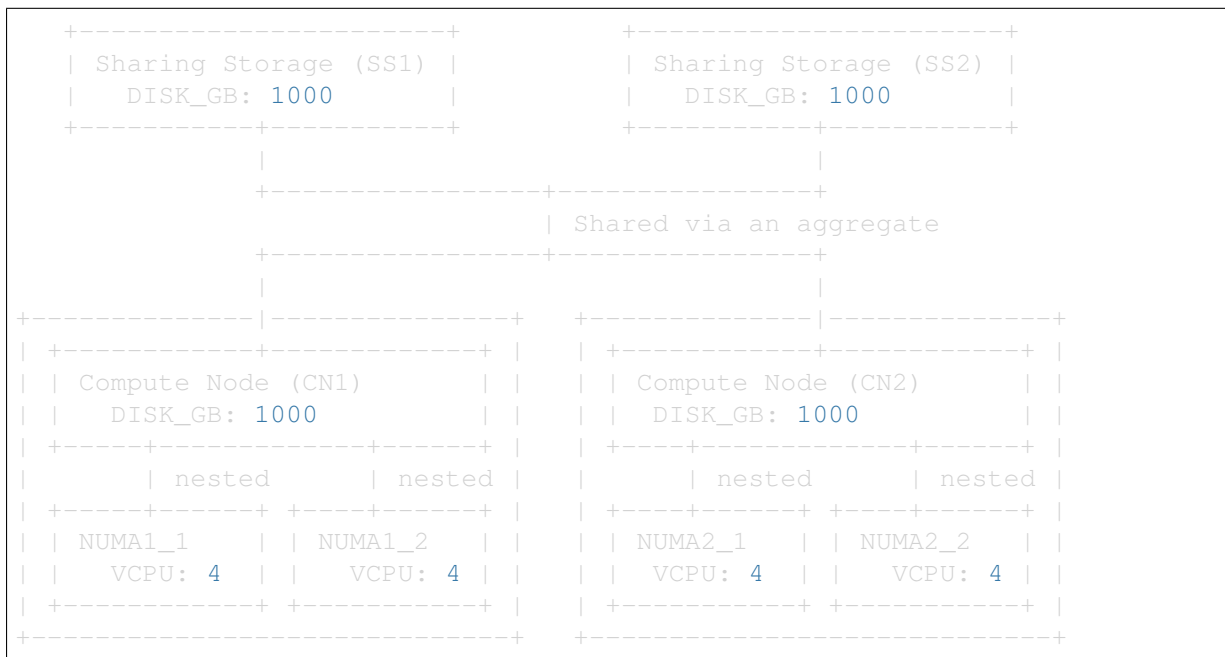 +-----------------------+          +-----------------------+
| Sharing Storage (SS1) |          | Sharing Storage (SS2) |
|   DISK_GB: 1000       |          |   DISK_GB: 1000       |
+-----------+-----------+          +-----------+-----------+
|                                  |
+-----------------+----------------+
| Shared via an aggregate
+-----------------+----------------+
|                                  |
+--------------|---------------+   +--------------|--------------+
| +------------+-------------+ |   | +------------+------------+ |
| | Compute Node (CN1)       | |   | | Compute Node (CN2)      | |
| |   DISK_GB: 1000          | |   | |  DISK_GB: 1000          | |
| +-----+-------------+------+ |   | +----+-------------+------+ |
|       | nested      | nested |   |      | nested      | nested |
| +-----+------+ +----+------+ |   | +----+------+ +----+------+ |
| | NUMA1_1    | | NUMA1_2   | |   | | NUMA2_1   | | NUMA2_2   | |
| |   VCPU: 4  | |   VCPU: 4 | |   | |  VCPU: 4  | |   VCPU: 4 | |
| +------------+ +-----------+ |   | +-----------+ +-----------+ |
+------------------------------+   +-----------------------------+